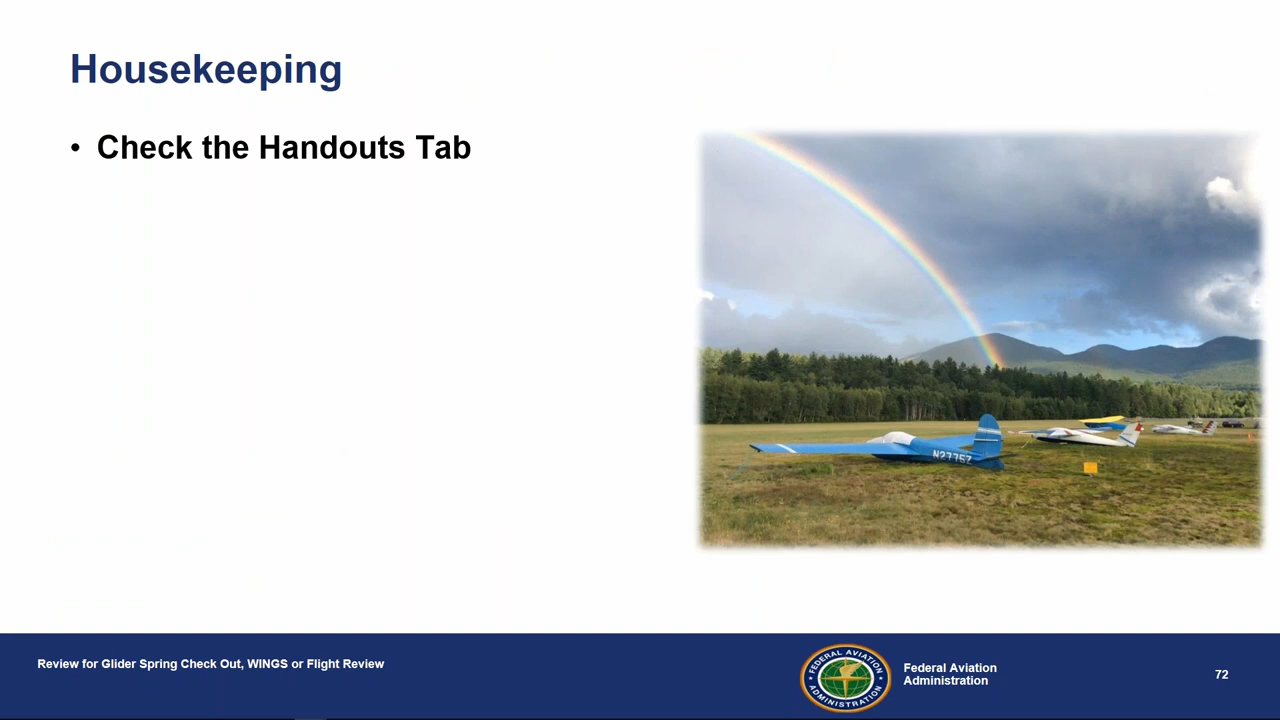 Housekeeping
• Check the Handouts Tab
N2775Z
Review for Glider Spring Check Out, WINGS or Flight Review
FEDERAL AVIATION
ADMINISTRATION
Federal Aviation
Administration
72